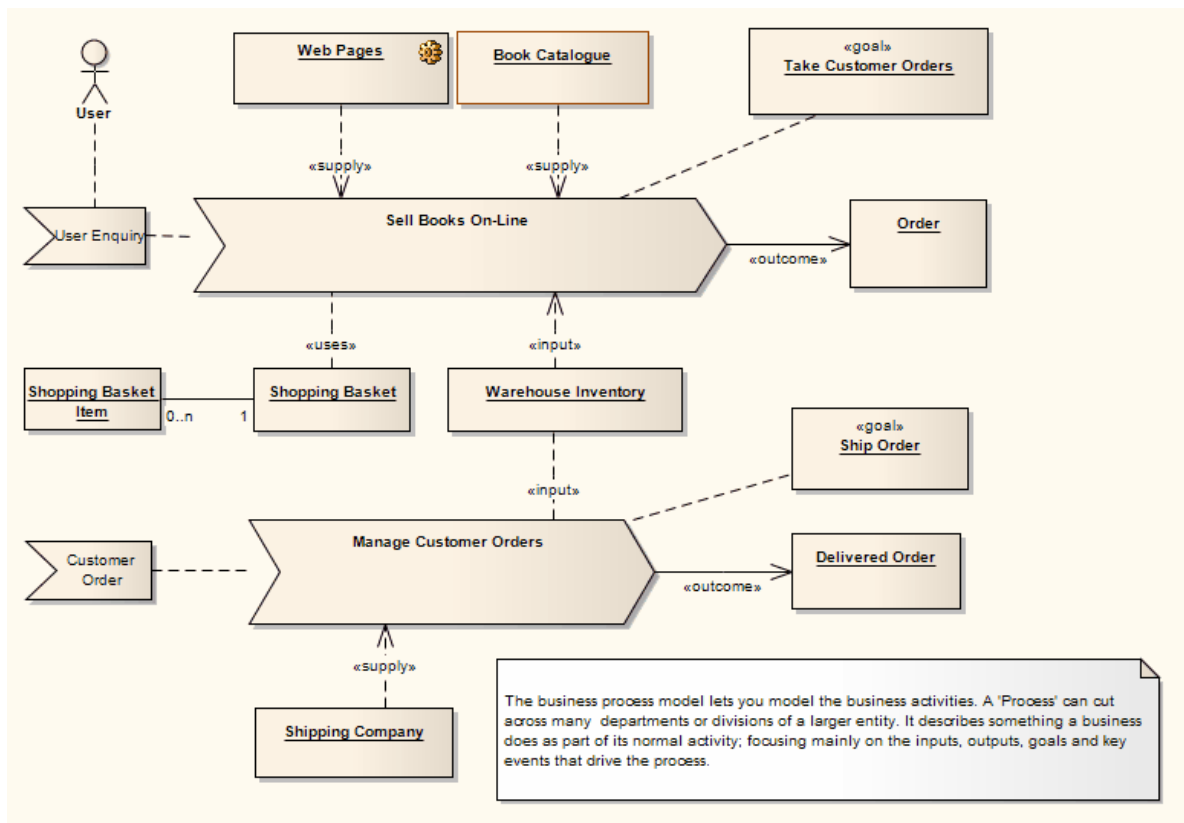 Web Pages
Book Catalogue
«goal»
Take Customer Orders
User
«supply»
«supply»
User Enquiry
Sell Books On-Line
Order
«outcome»
«uses»
«input»
Shopping Basket
Item
0..n
1
Shopping Basket
Warehouse Inventory
«goal»
Ship Order
«input»
Customer
Order
Manage Customer Orders
Delivered Order
«outcome»
«supply»
Shipping Company
The business process model lets you model the business activities. A 'Process' can cut
across many departments or divisions of a larger entity. It describes something a business
does as part of its normal activity; focusing mainly on the inputs, outputs, goals and key
events that drive the process.